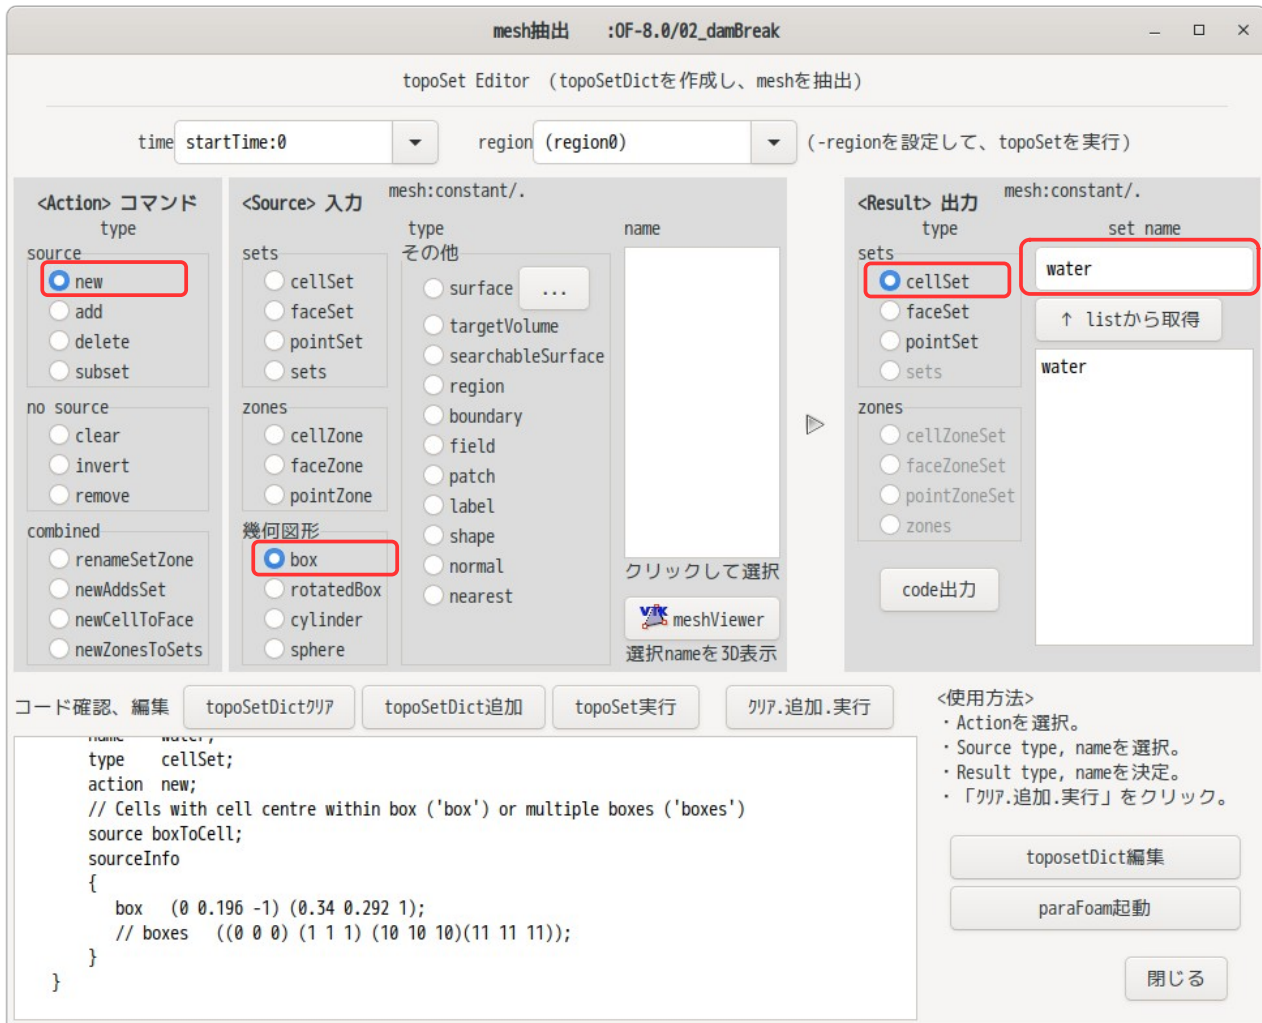 mesh抽出　　:OF-8.0/02_damBreak
topoSet Editor　(topoSetDictを作成し、meshを抽出)
time startTime:0 region (region0) (-regionを設定して、topoSetを実行)
<Action> コマンド
type
source
new
add
delete
subset
no source
clear
invert
remove
combined
renameSetZone
newAddsSet
newCellToFace
newZonesToSets
<Source> 入力 mesh:constant/.
sets
cellSet
faceSet
pointSet
sets
zones
cellZone
faceZone
pointZone
幾何図形
box
rotatedBox
cylinder
sphere
type
その他
surface ...
targetVolume
searchableSurface
region
boundary
field
patch
label
shape
normal
nearest
name
クリックして選択
VTK meshViewer
選択nameを3D表示
<Result> 出力 mesh:constant/.
type
sets
cellSet
faceSet
pointSet
sets
zones
cellZoneSet
faceZoneSet
pointZoneSet
zones
code出力
set name
water
↑ listから取得
water
コード確認、編集 topoSetDictクリア topoSetDict追加 topoSet実行 クリア.追加.実行
name water;
type cellSet;
action new;
// Cells with cell centre within box ('box') or multiple boxes ('boxes')
source boxToCell;
sourceInfo
{
box (0 0.196 -1) (0.34 0.292 1);
// boxes ((0 0 0) (1 1 1) (10 10 10)(11 11 11));
}
}
<使用方法>
・Actionを選択。
・Source type, nameを選択。
・Result type, nameを決定。
・「クリア.追加.実行」をクリック。
toposetDict編集
paraFoam起動
閉じる